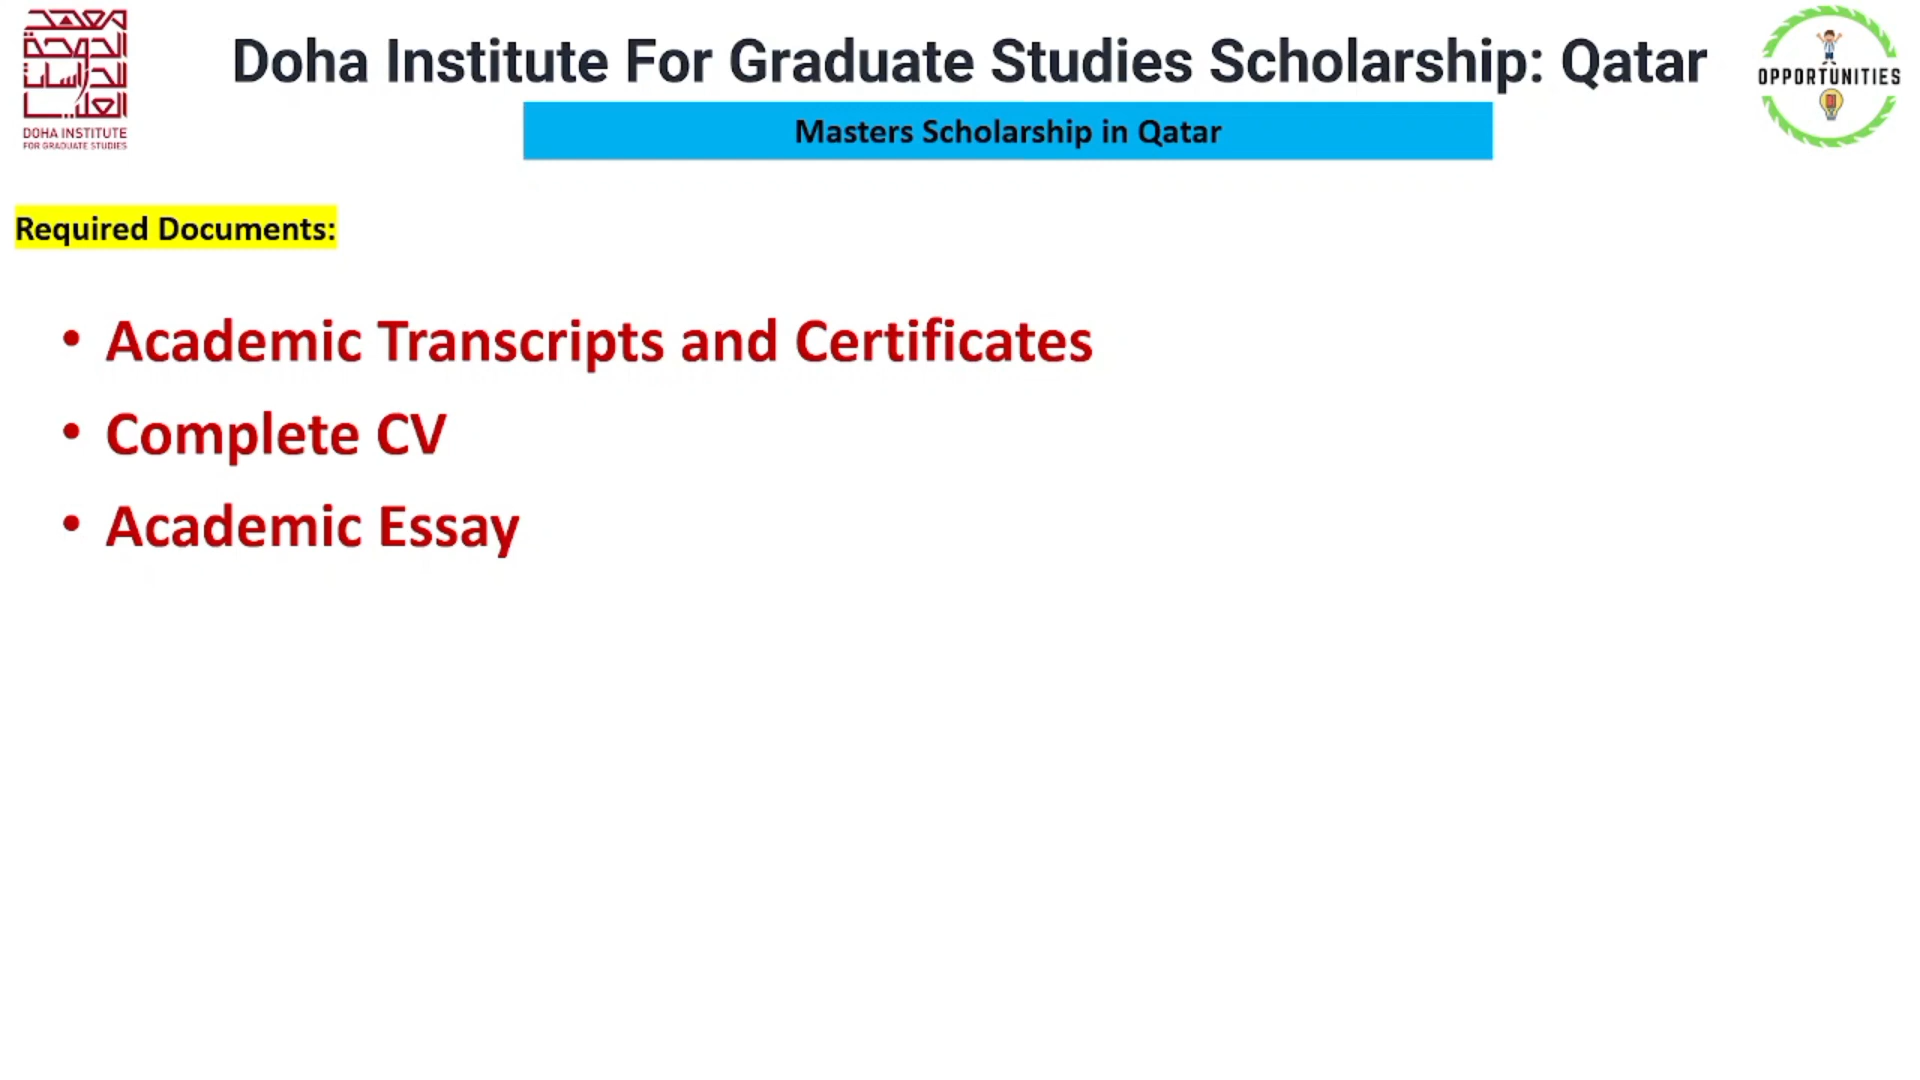 معهد
الدوحة
للدراسات
العليا
DOHA INSTITUTE
FOR GRADUATE STUDIES
Doha Institute For Graduate Studies Scholarship: Qatar
OPPORTUNITIES
Masters Scholarship in Qatar
Required Documents:
• Academic Transcripts and Certificates
• Complete CV
• Academic Essay